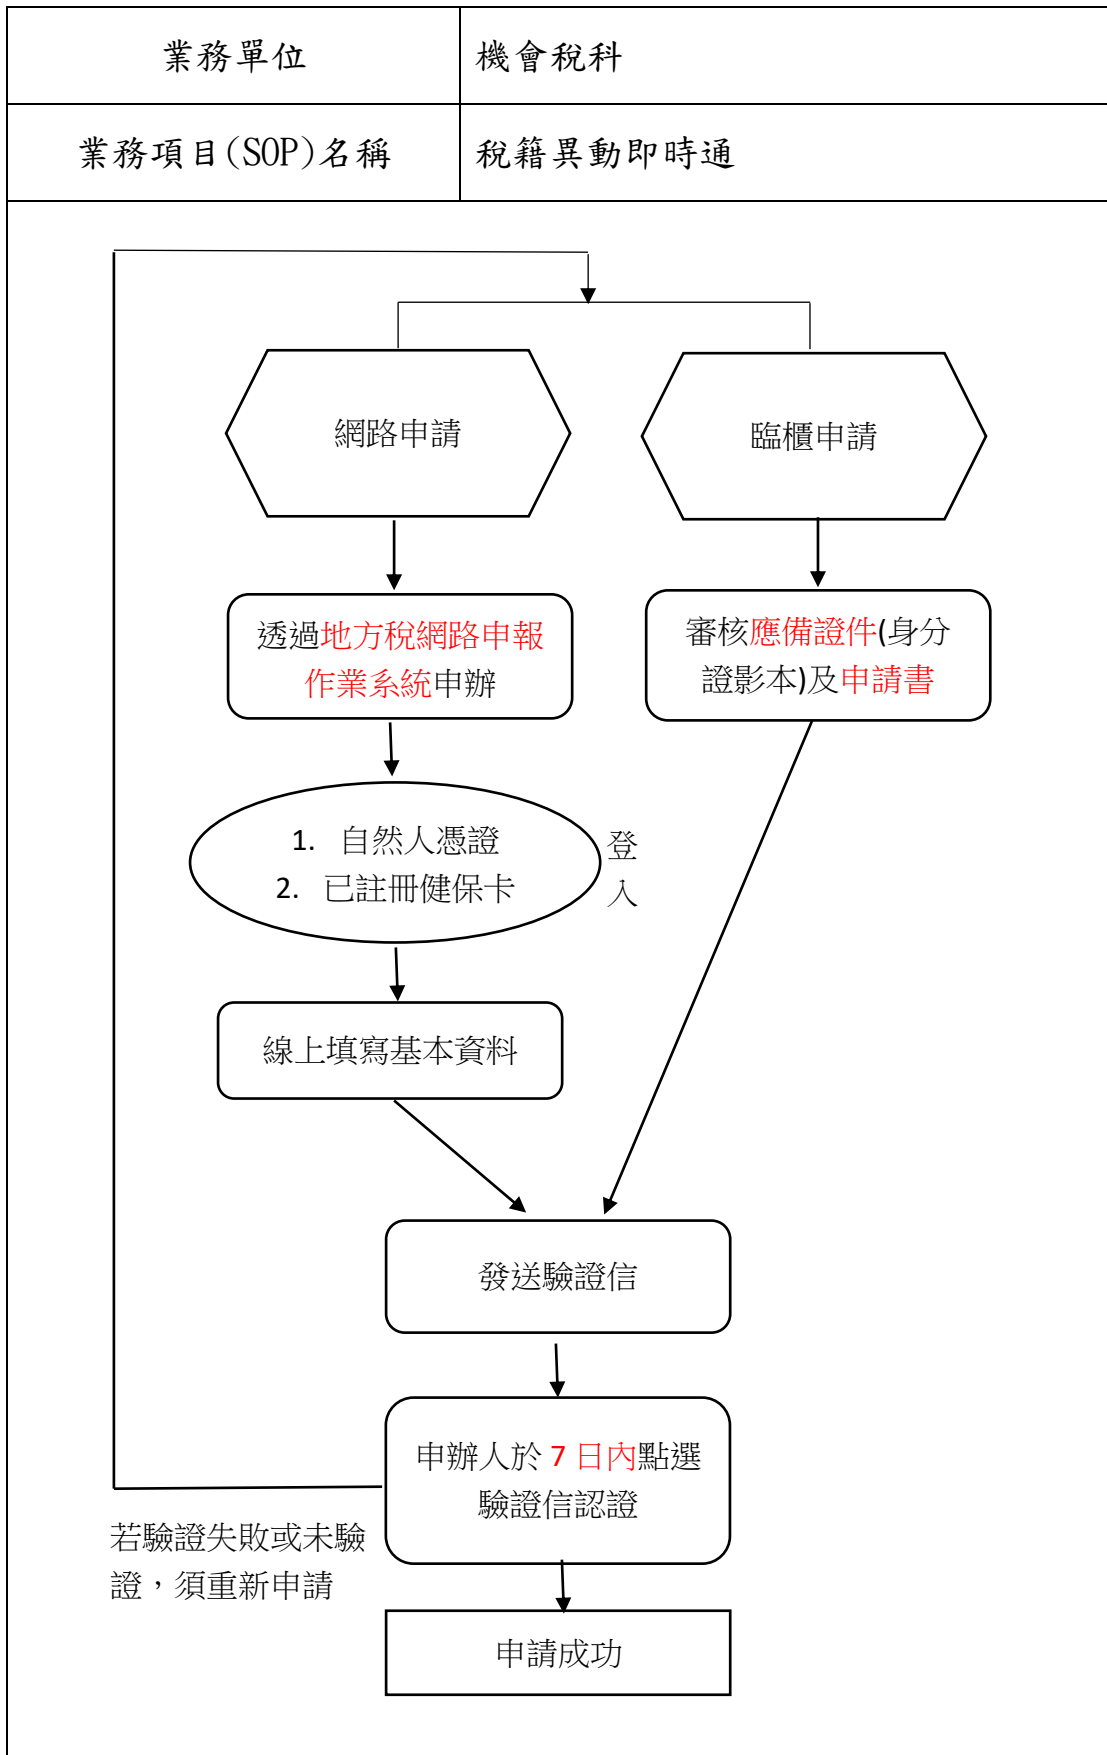 業務單位
機會稅科
業務項目(SOP)名稱
稅籍異動即時通
網路申請
臨櫃申請
透過地方稅網路申報
作業系統申辦
審核應備證件(身分
證影本)及申請書
1. 自然人憑證
2. 已註冊健保卡
登
入
線上填寫基本資料
發送驗證信
申辦人於 7 日內點選
驗證信認證
若驗證失敗或未驗
證，須重新申請
申請成功